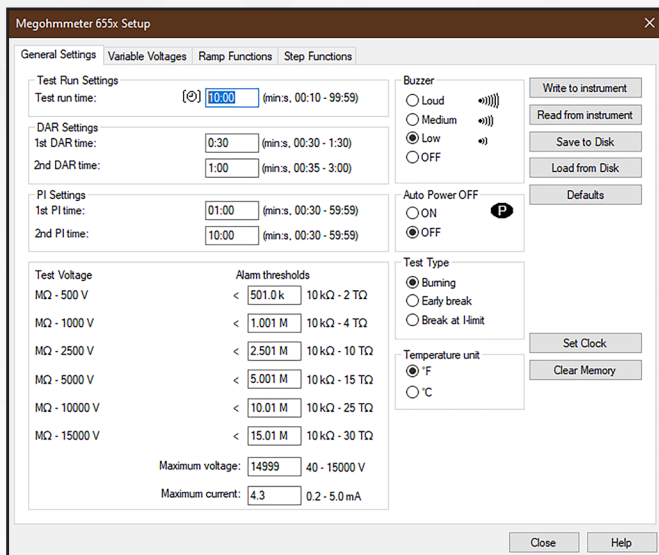 Megohmmeter 655x Setup
General Settings Variable Voltages Ramp Functions Step Functions
Test Run Settings
Test run time: 10:00 (min:s, 00:10 - 99:59)
DAR Settings
1st DAR time: 0:30 (min:s, 00:30 - 1:30)
2nd DAR time: 1:00 (min:s, 00:35 - 3:00)
PI Settings
1st PI time: 01:00 (min:s, 00:30 - 59:59)
2nd PI time: 10:00 (min:s, 00:30 - 59:59)
Test Voltage Alarm thresholds
MΩ - 500 V < 501.0 k 10 kΩ - 2 TΩ
MΩ - 1000 V < 1.001 M 10 kΩ - 4 TΩ
MΩ - 2500 V < 2.501 M 10 kΩ - 10 TΩ
MΩ - 5000 V < 5.001 M 10 kΩ - 15 TΩ
MΩ - 10000 V < 10.01 M 10 kΩ - 25 TΩ
MΩ - 15000 V < 15.01 M 10 kΩ - 30 TΩ
Maximum voltage: 14999 40 - 15000 V
Maximum current: 4.3 0.2 - 5.0 mA
Buzzer
Loud
Medium
Low
OFF
Auto Power OFF
ON P
OFF
Test Type
Burning
Early break
Break at I-limit
Temperature unit
°F
°C
Write to instrument
Read from instrument
Save to Disk
Load from Disk
Defaults
Set Clock
Clear Memory
Close Help